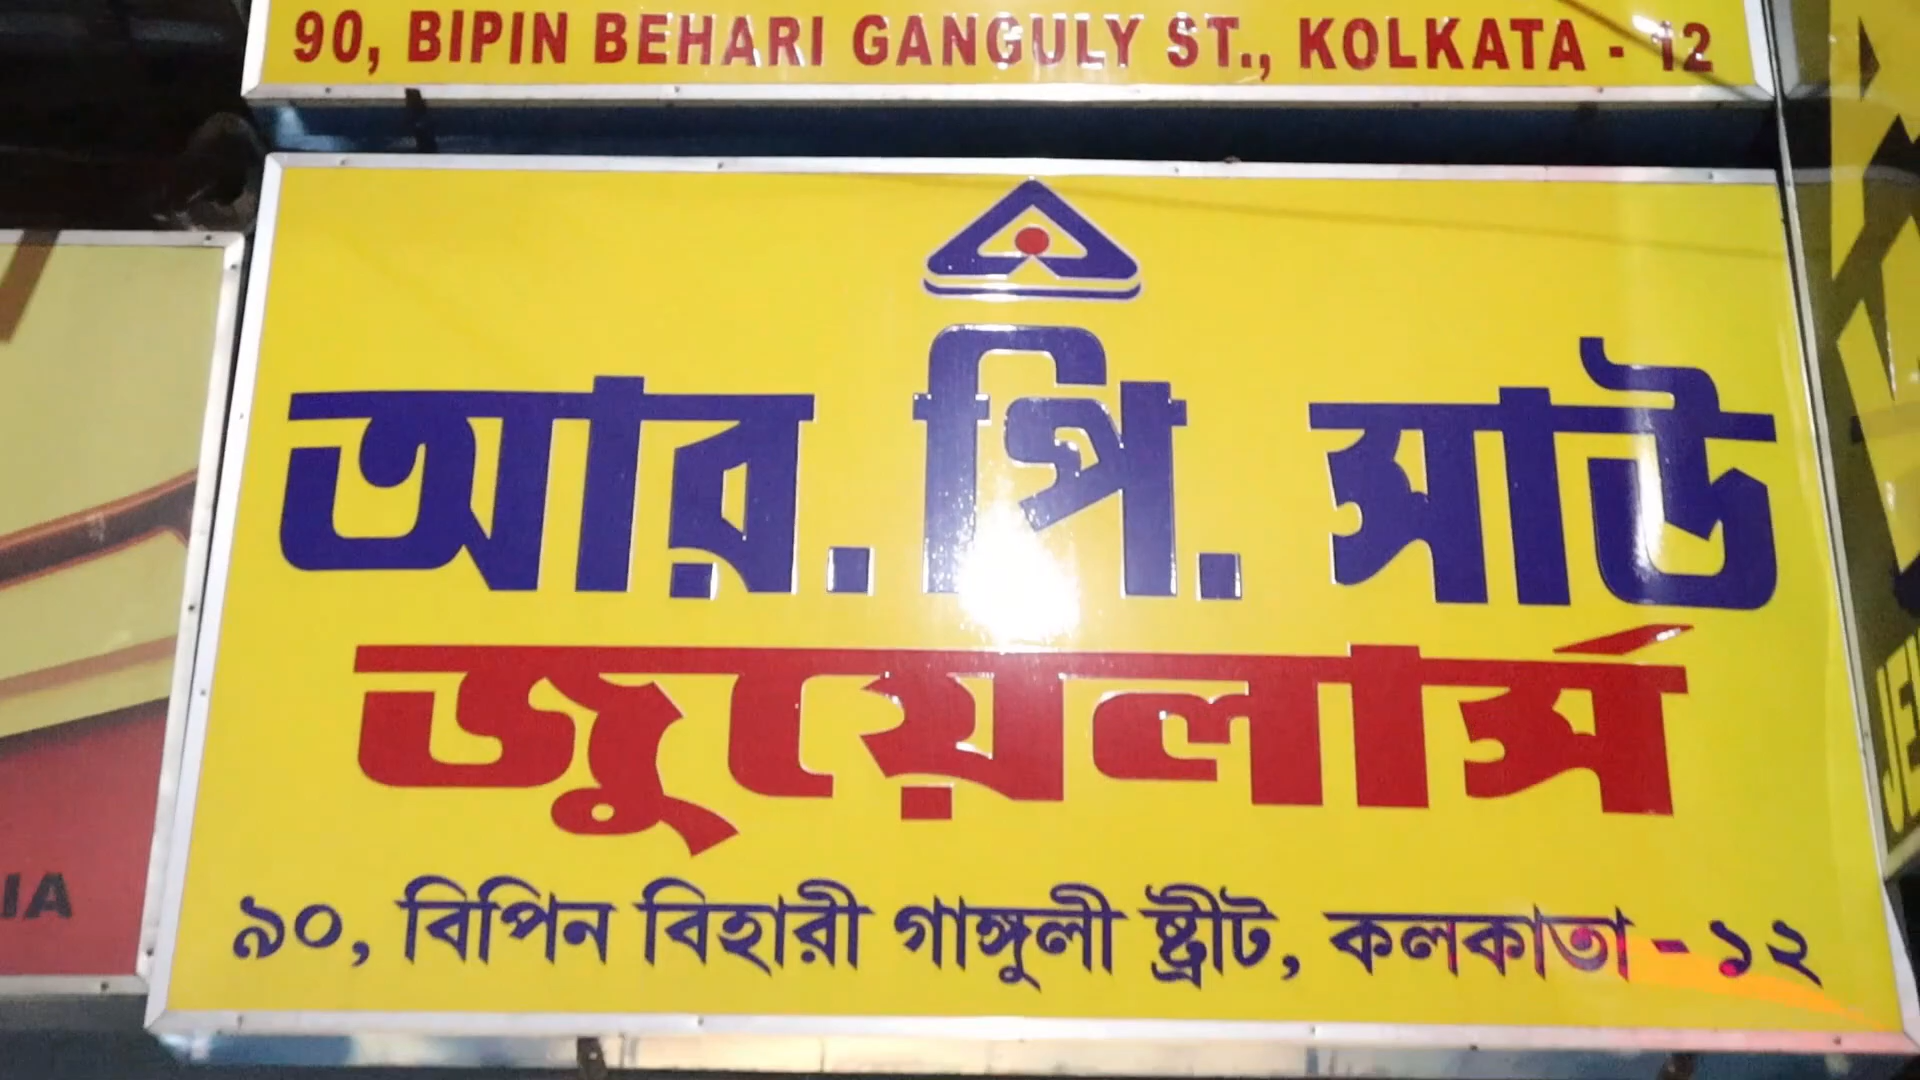 90, BIPIN BEHARI GANGULY ST., KOLKATA - 12
আর. পি. সাউ
জুয়েলার্স
৯০, বিপিন বিহারী গাঙ্গুলী ষ্ট্রীট, কলকাতা - ১২